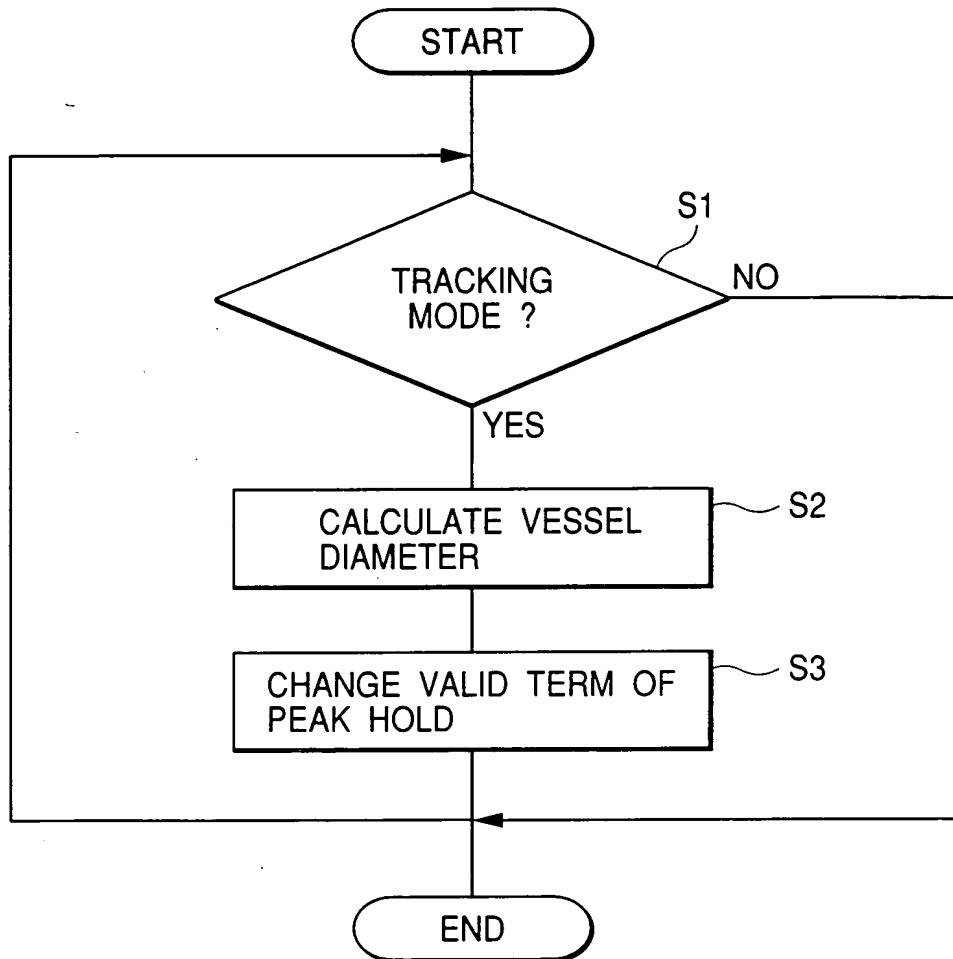 START
S1
TRACKING
MODE ?
NO
YES
CALCULATE VESSEL
DIAMETER
S2
CHANGE VALID TERM OF
PEAK HOLD
S3
END